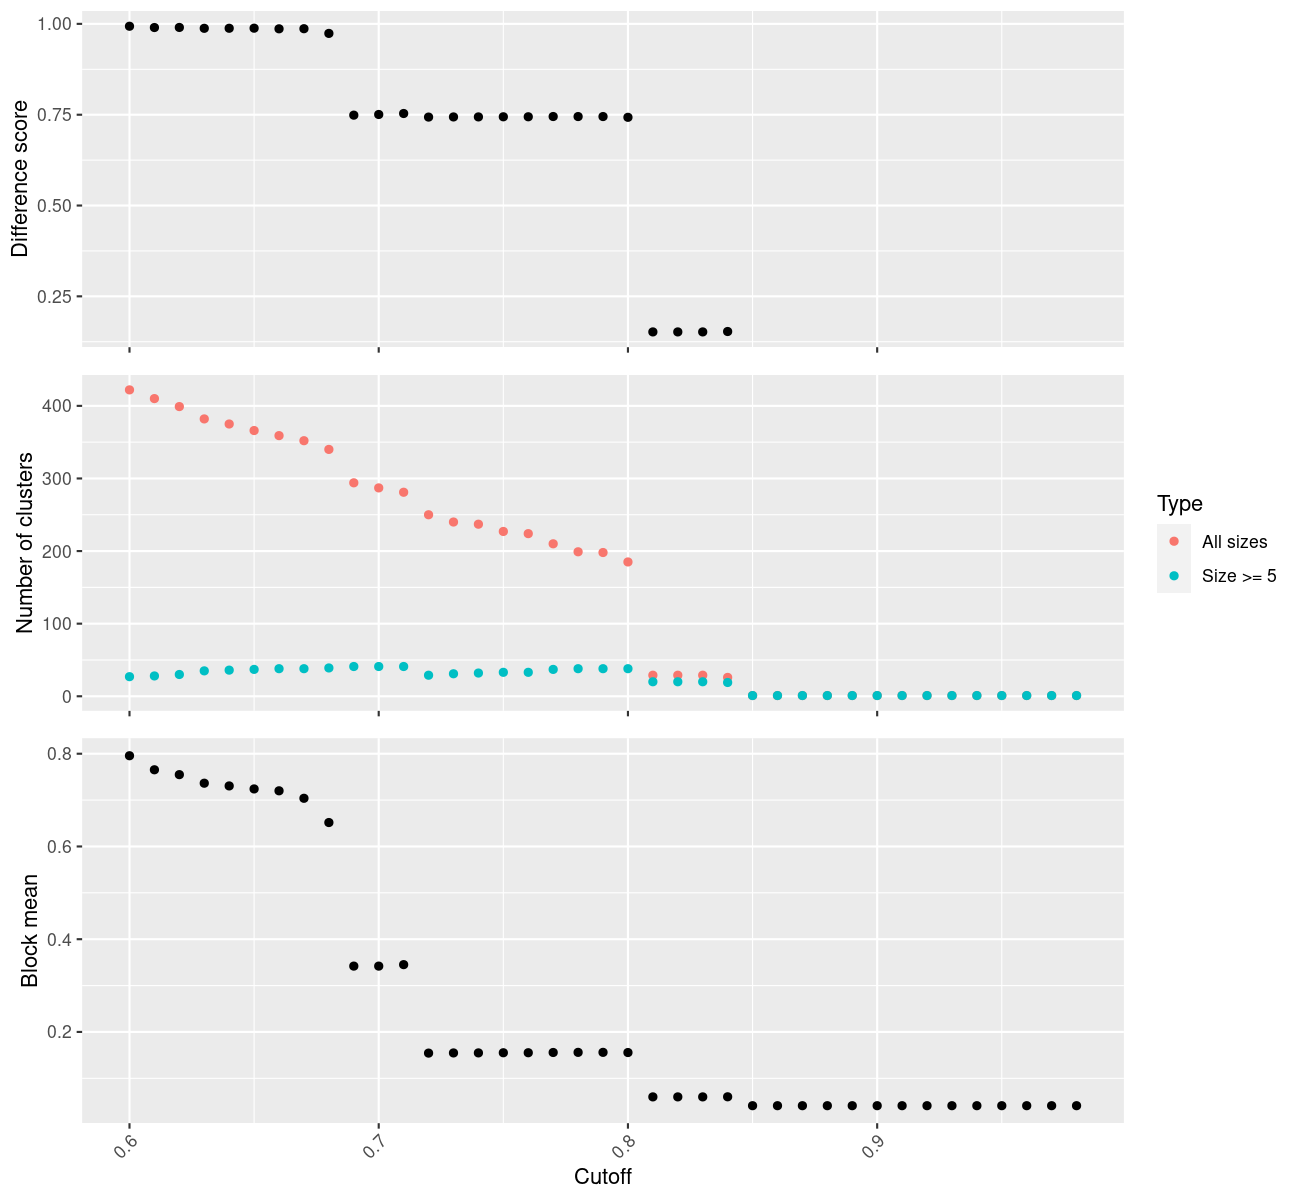 1.00
0.75
0.50
0.25
Difference score
400
300
200
100
0
Number of clusters
Type
All sizes
Size >= 5
0.8
0.6
0.4
0.2
Block mean
0.6 0.7 0.8 0.9
Cutoff